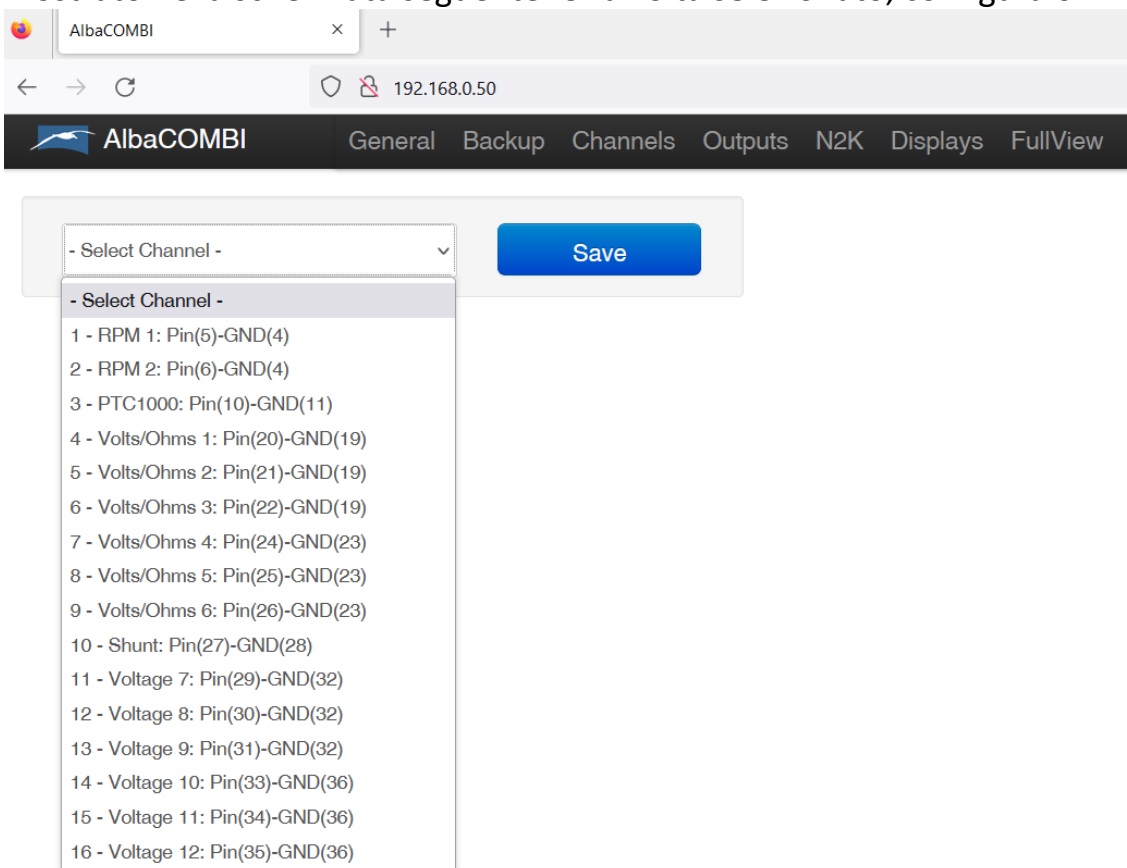 AlbaCOMBI
192.168.0.50
AlbaCOMBI General Backup Channels Outputs N2K Displays FullView
- Select Channel -
Save
- Select Channel -
1 - RPM 1: Pin(5)-GND(4)
2 - RPM 2: Pin(6)-GND(4)
3 - PTC1000: Pin(10)-GND(11)
4 - Volts/Ohms 1: Pin(20)-GND(19)
5 - Volts/Ohms 2: Pin(21)-GND(19)
6 - Volts/Ohms 3: Pin(22)-GND(19)
7 - Volts/Ohms 4: Pin(24)-GND(23)
8 - Volts/Ohms 5: Pin(25)-GND(23)
9 - Volts/Ohms 6: Pin(26)-GND(23)
10 - Shunt: Pin(27)-GND(28)
11 - Voltage 7: Pin(29)-GND(32)
12 - Voltage 8: Pin(30)-GND(32)
13 - Voltage 9: Pin(31)-GND(32)
14 - Voltage 10: Pin(33)-GND(36)
15 - Voltage 11: Pin(34)-GND(36)
16 - Voltage 12: Pin(35)-GND(36)